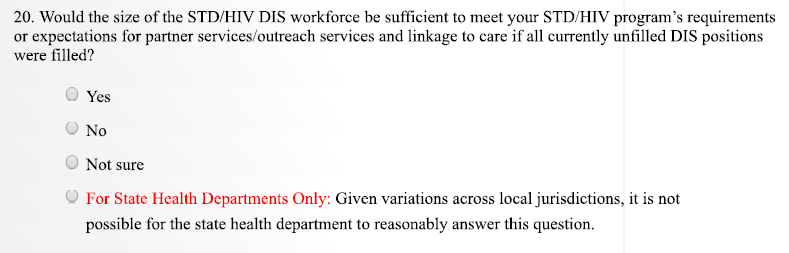 20. Would the size of the STD/HIV DIS workforce be sufficient to meet your STD/HIV program’s requirements
or expectations for partner services/outreach services and linkage to care if all currently unfilled DIS positions
were filled?
Yes
No
Not sure
For State Health Departments Only: Given variations across local jurisdictions, it is not
possible for the state health department to reasonably answer this question.